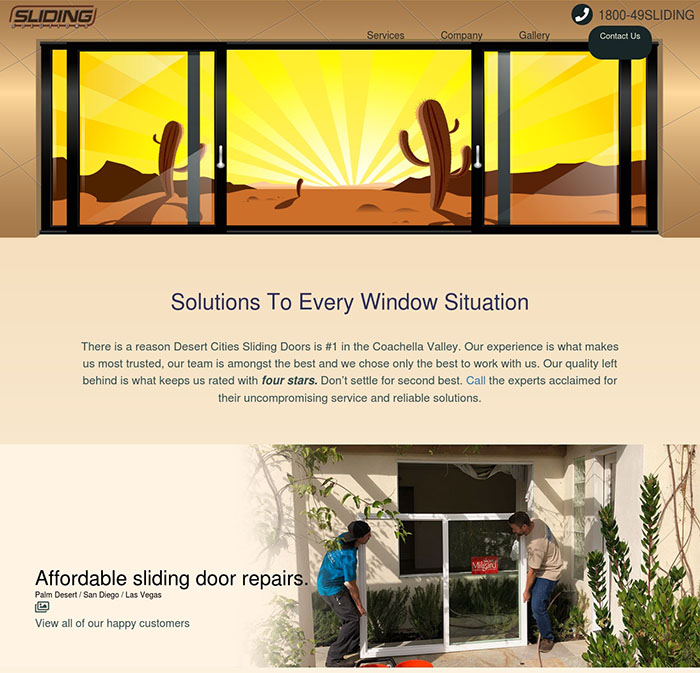 SLIDING
1800-49SLIDING
Services
Company
Gallery
Contact Us
Solutions To Every Window Situation
There is a reason Desert Cities Sliding Doors is #1 in the Coachella Valley. Our experience is what makes
us most trusted, our team is amongst the best and we chose only the best to work with us. Our quality left
behind is what keeps us rated with four stars. Don't settle for second best. Call the experts acclaimed for
their uncompromising service and reliable solutions.
Affordable sliding door repairs.
Palm Desert / San Diego / Las Vegas
View all of our happy customers
Milgard